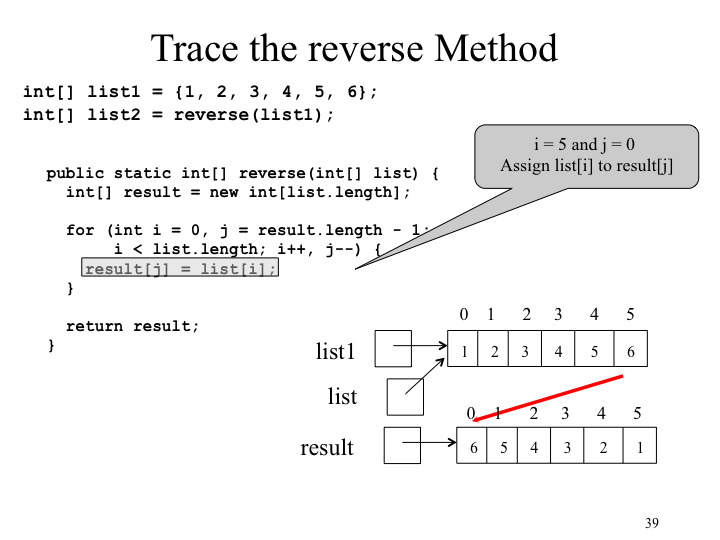 Trace the reverse Method
int[] list1 = {1, 2, 3, 4, 5, 6};
int[] list2 = reverse(list1);
i = 5 and j = 0
Assign list[i] to result[j]
public static int[] reverse(int[] list) {
int[] result = new int[list.length];
for (int i = 0, j = result.length - 1;
i < list.length; i++, j--) {
result[j] = list[i];
}
return result;
}
0 1 2 3 4 5
list1 1 2 3 4 5 6
list
0 1 2 3 4 5
result 6 5 4 3 2 1
39